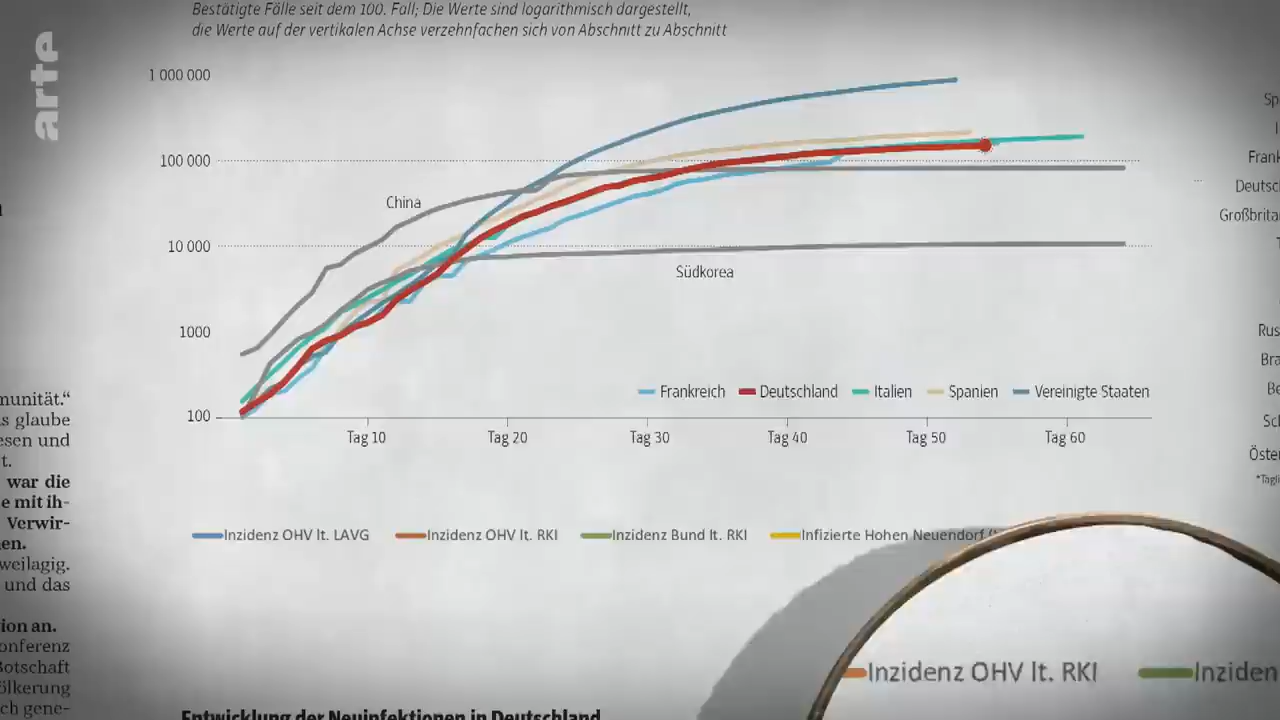 arte
Bestätigte Fälle seit dem 100. Fall; Die Werte sind logarithmisch dargestellt,
die Werte auf der vertikalen Achse verzehnfachen sich von Abschnitt zu Abschnitt
1 000 000
100 000
10 000
1000
100
China
Südkorea
Frankreich Deutschland Italien Spanien Vereinigte Staaten
Tag 10 Tag 20 Tag 30 Tag 40 Tag 50 Tag 60
Inzidenz OHV lt. LAVG Inzidenz OHV lt. RKI Inzidenz Bund lt. RKI Infizierte Hohen Neuendorf
Inzidenz OHV lt. RKI Inziden
Entwicklung der Neuinfektionen in Deutschland
munität.“
s glaube
esen und
t.
war die
e mit ih-
Verwir-
en.
weilagig.
und das
ion an.
onferenz
Botschaft
ölkerung
ch gene-
Sp
I
Frank
Deutsc
Großbrita
T
Rus
Bra
Be
Sch
Öster
*Tägli